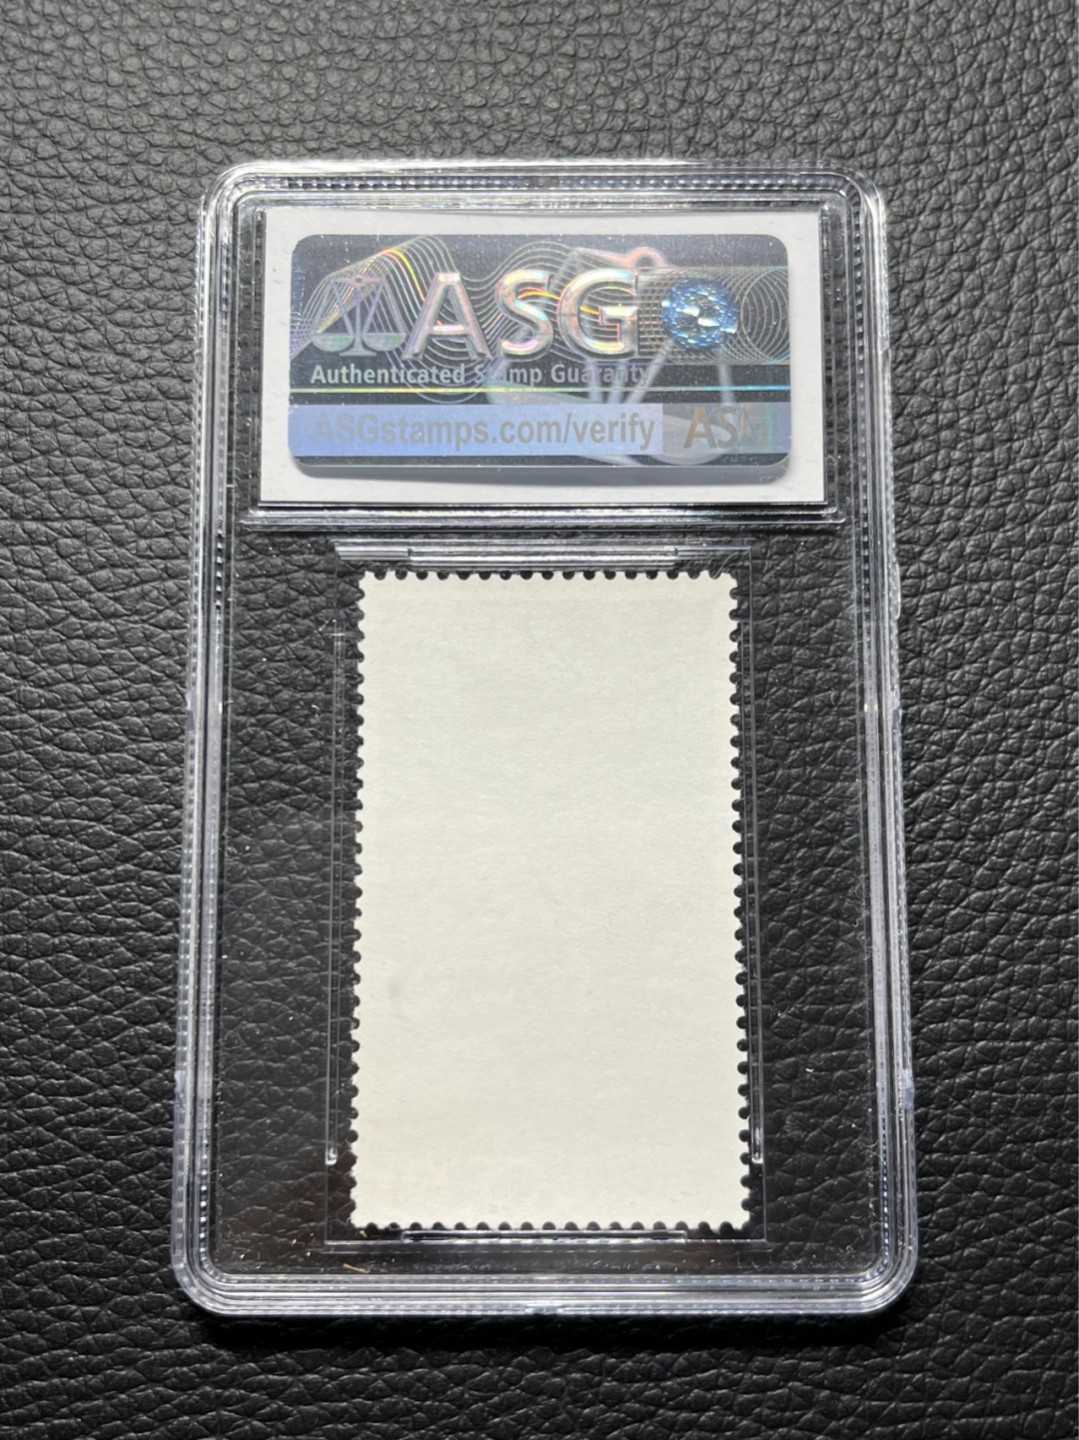 ASG
Authenticated Stamp Guaranty
ASGstamps.com/verify